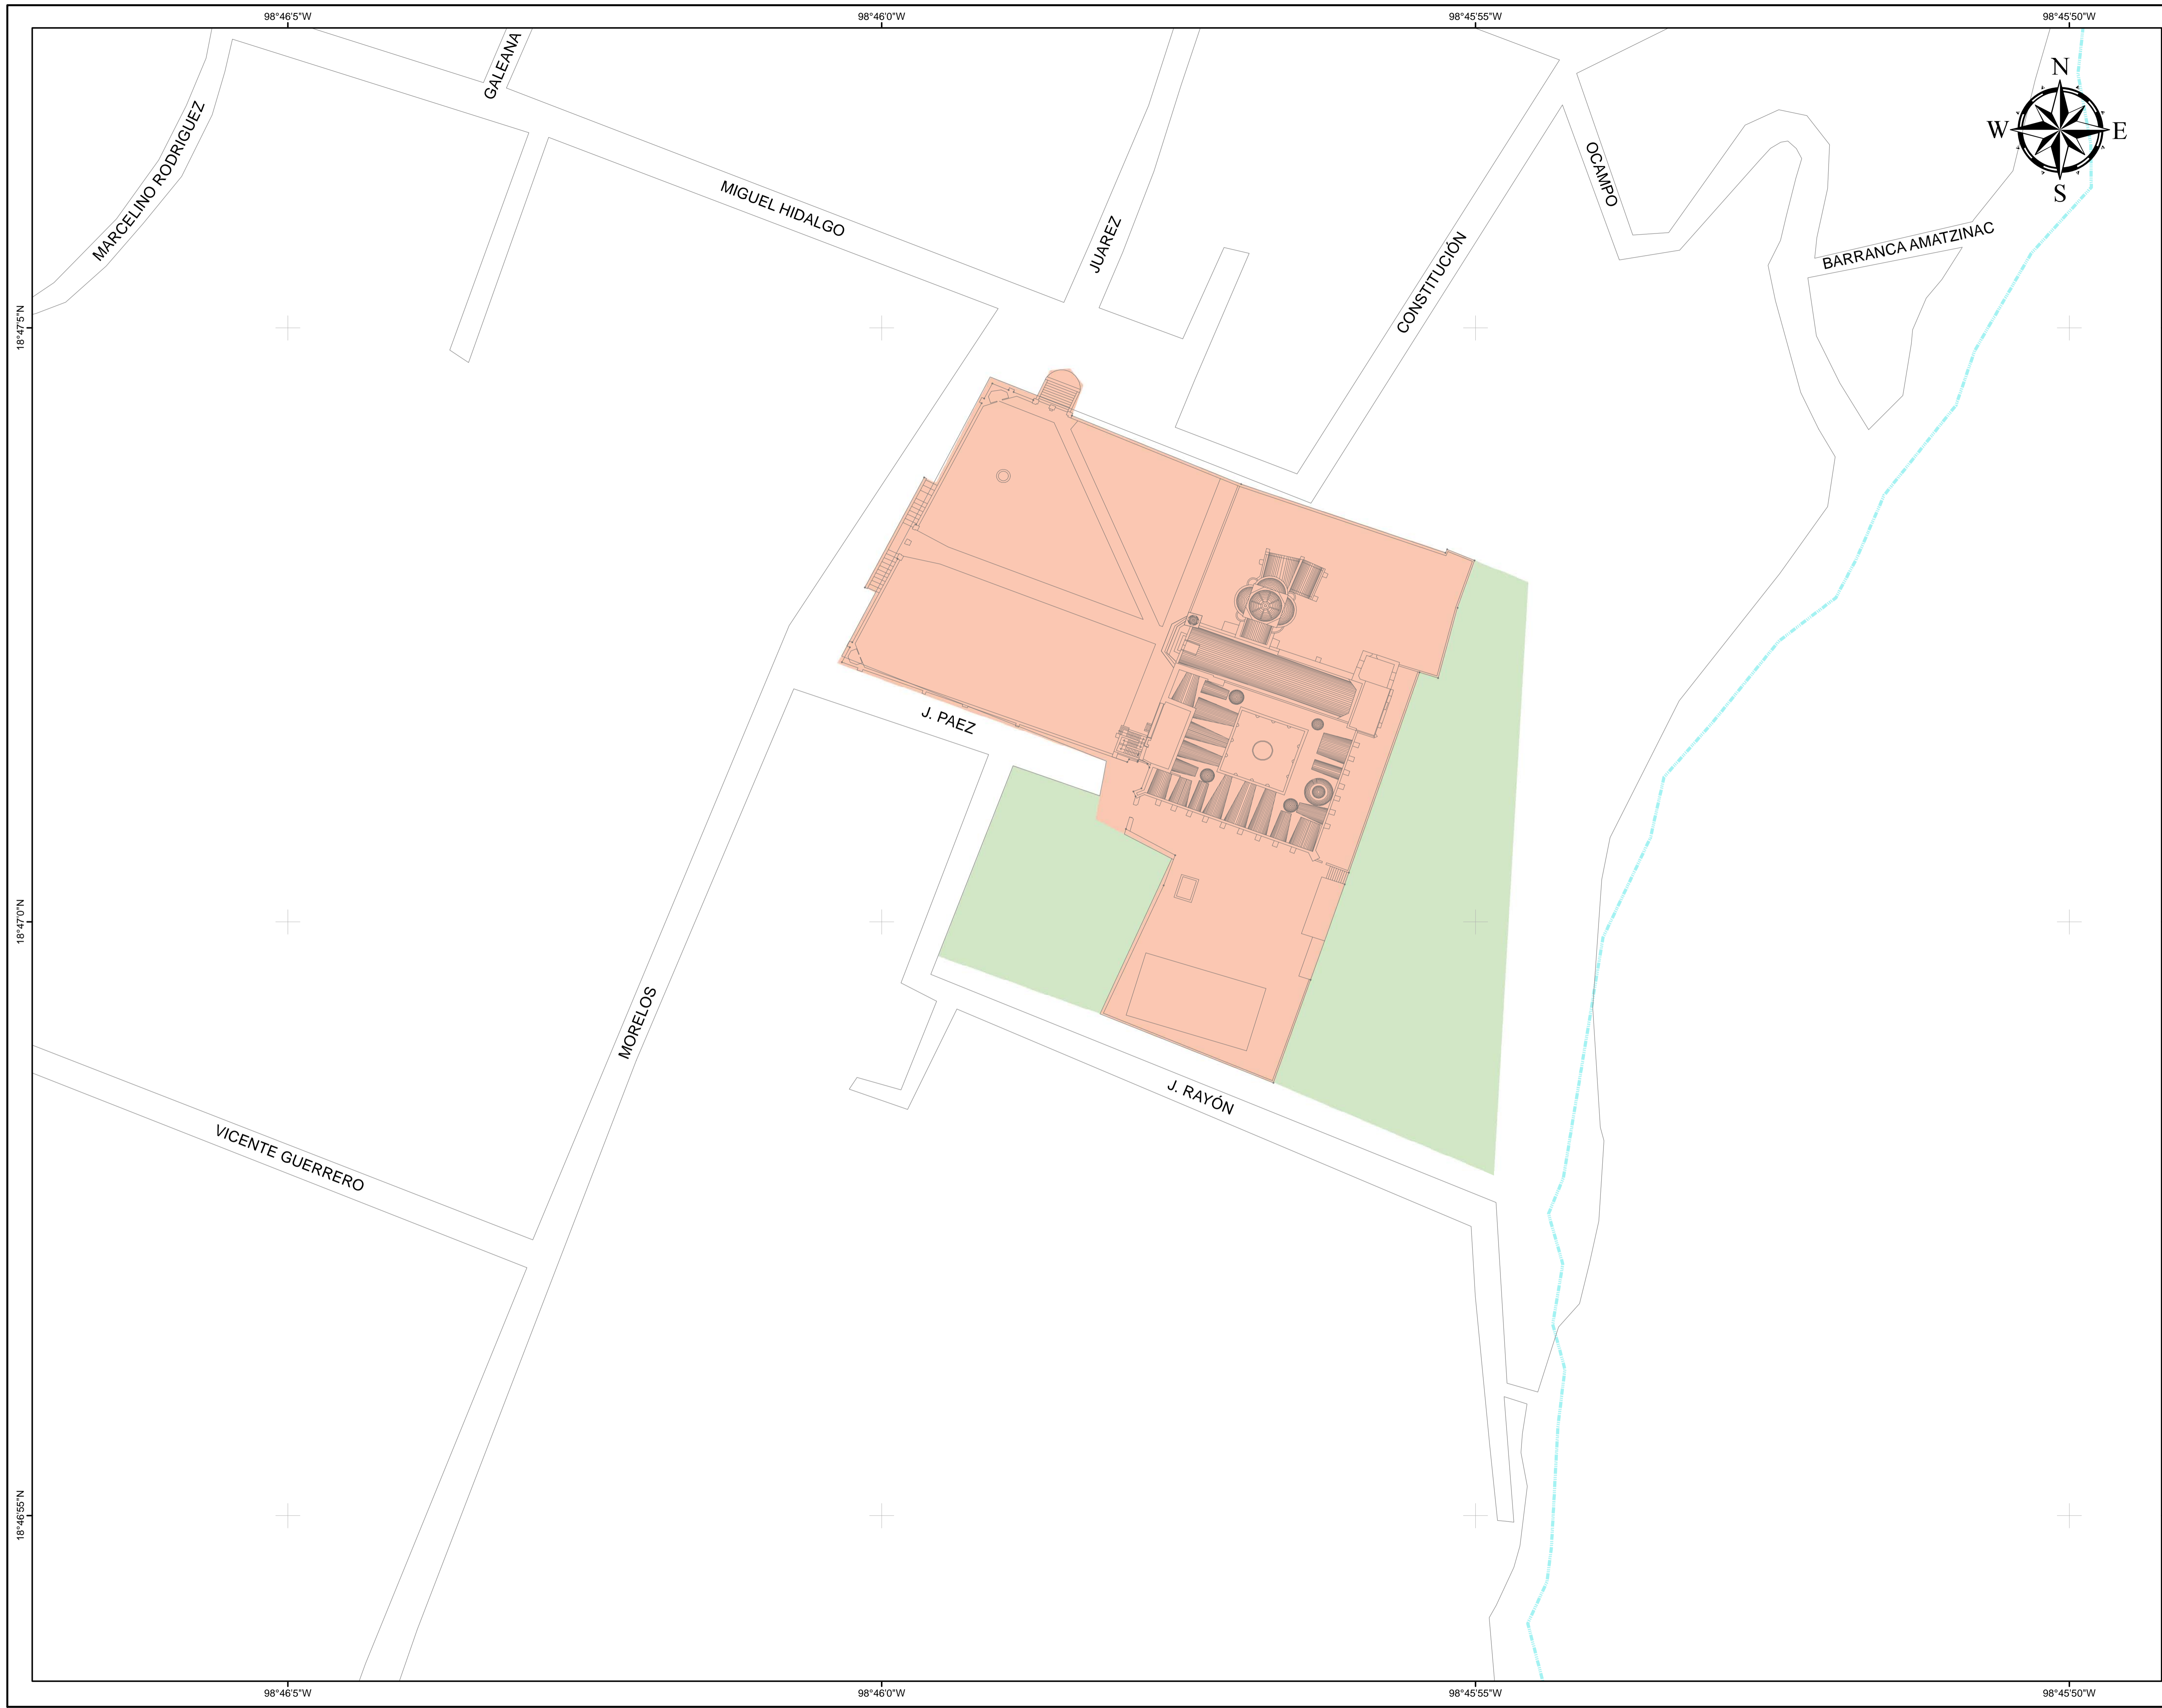 98°46'5"W
98°46'0"W
98°45'55"W
98°45'50"W
GALEANA
N
W
E
S
MARCELINO RODRIGUEZ
OCAMPO
MIGUEL HIDALGO
JUAREZ
BARRANCA AMATZINAC
CONSTITUCIÓN
18°47'5"N
J. PAEZ
18°47'0"N
MORELOS
J. RAYÓN
VICENTE GUERRERO
18°46'55"N
98°46'5"W
98°46'0"W
98°45'55"W
98°45'50"W